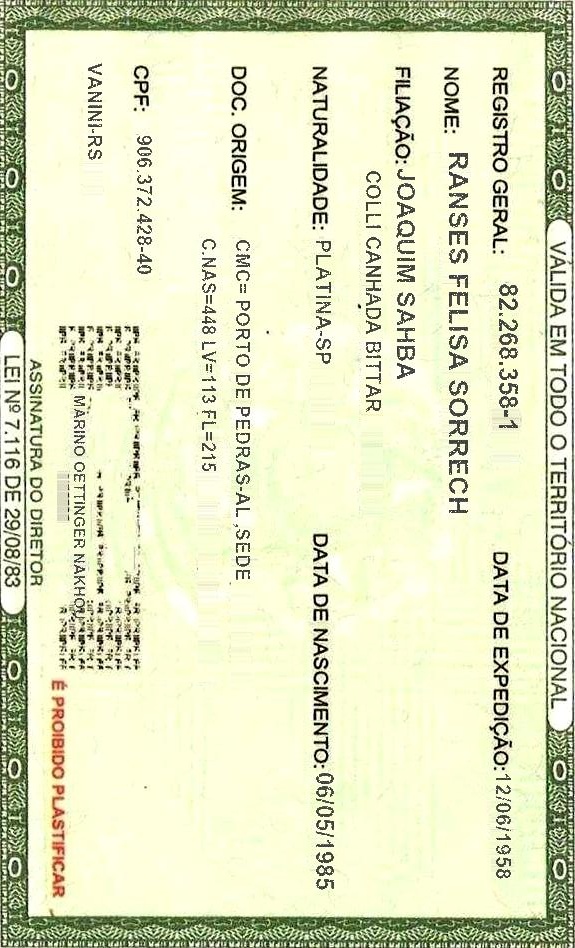 VÁLIDA EM TODO O TERRITÓRIO NACIONAL
REGISTRO GERAL: 82.268.358-1 DATA DE EXPEDIÇÃO: 12/06/1958
NOME: RANSES FELISA SORRECH
FILIAÇÃO: JOAQUIM SAHBA
COLLI CANHADA BITTAR
NATURALIDADE: PLATINA-SP DATA DE NASCIMENTO: 06/05/1985
DOC. ORIGEM: CMC= PORTO DE PEDRAS-AL ,SEDE
C.NAS=448 LV=113 FL=215
CPF: 906.372.428-40
VANINI-RS
MARINO OETTINGER NAKHO
ASSINATURA DO DIRETOR
É PROIBIDO PLASTIFICAR
LEI Nº 7.116 DE 29/08/83